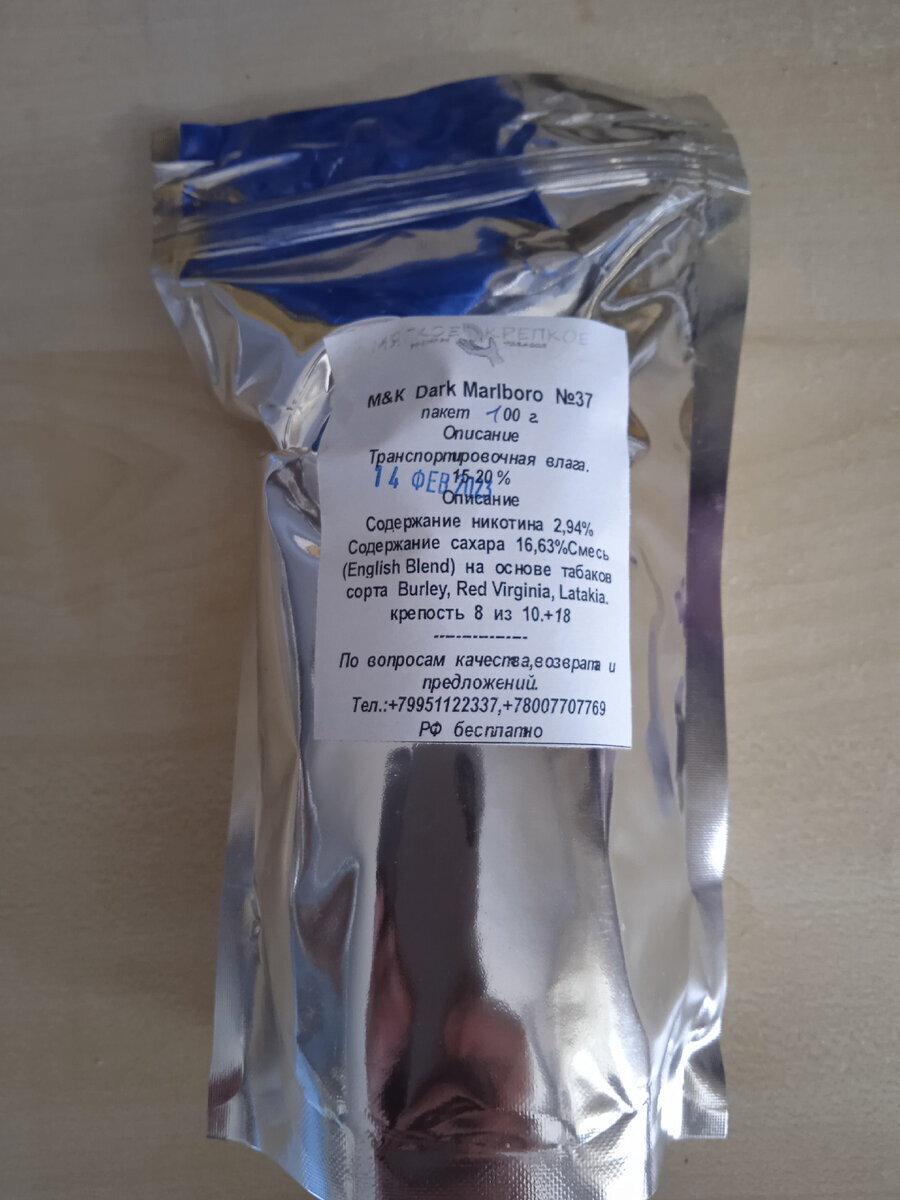 МЯГКОЕ КРЕПКОЕ
M&K Dark Marlboro №37
пакет 100 г.
Описание
Транспортировочная влага.
15-20 %
14 ФЕВ 2023
Описание
Содержание никотина 2,94%
Содержание сахара 16,63%Смесь
(English Blend) на основе табаков
сорта Burley, Red Virginia, Latakia.
крепость 8 из 10.+18
-----------------
По вопросам качества,возврата и
предложений.
Тел.:+79951122337,+78007707769
РФ бесплатно